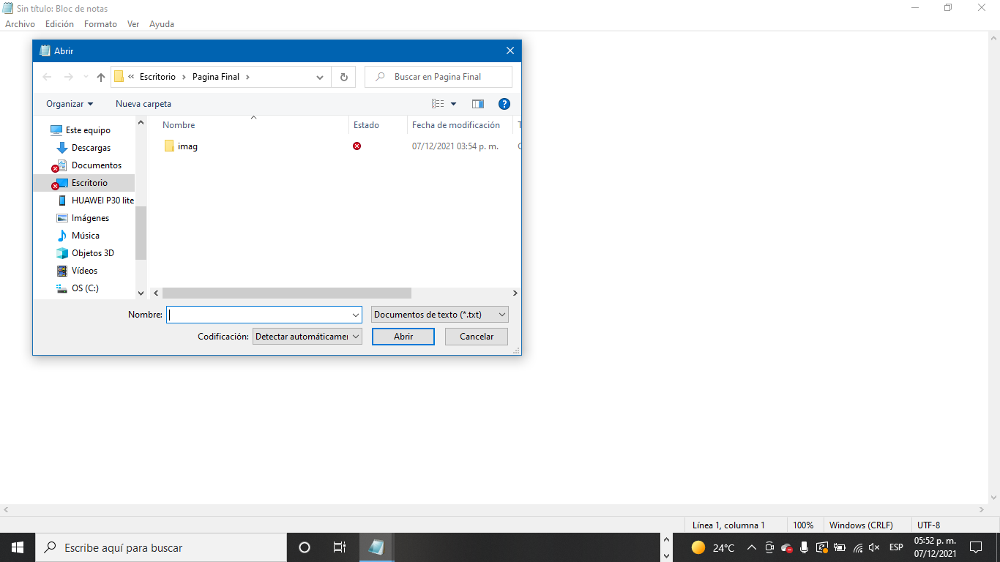 Sin título: Bloc de notas
Archivo Edición Formato Ver Ayuda
Abrir
« Escritorio › Pagina Final ›
Buscar en Pagina Final
Organizar Nueva carpeta
Nombre Estado Fecha de modificación
imag 07/12/2021 03:54 p. m.
Este equipo
Descargas
Documentos
Escritorio
HUAWEI P30 lite
Imágenes
Música
Objetos 3D
Vídeos
OS (C:)
Nombre: Documentos de texto (*.txt)
Codificación: Detectar automáticamen Abrir Cancelar
Línea 1, columna 1 100% Windows (CRLF) UTF-8
Escribe aquí para buscar
24°C ESP 05:52 p. m.
07/12/2021